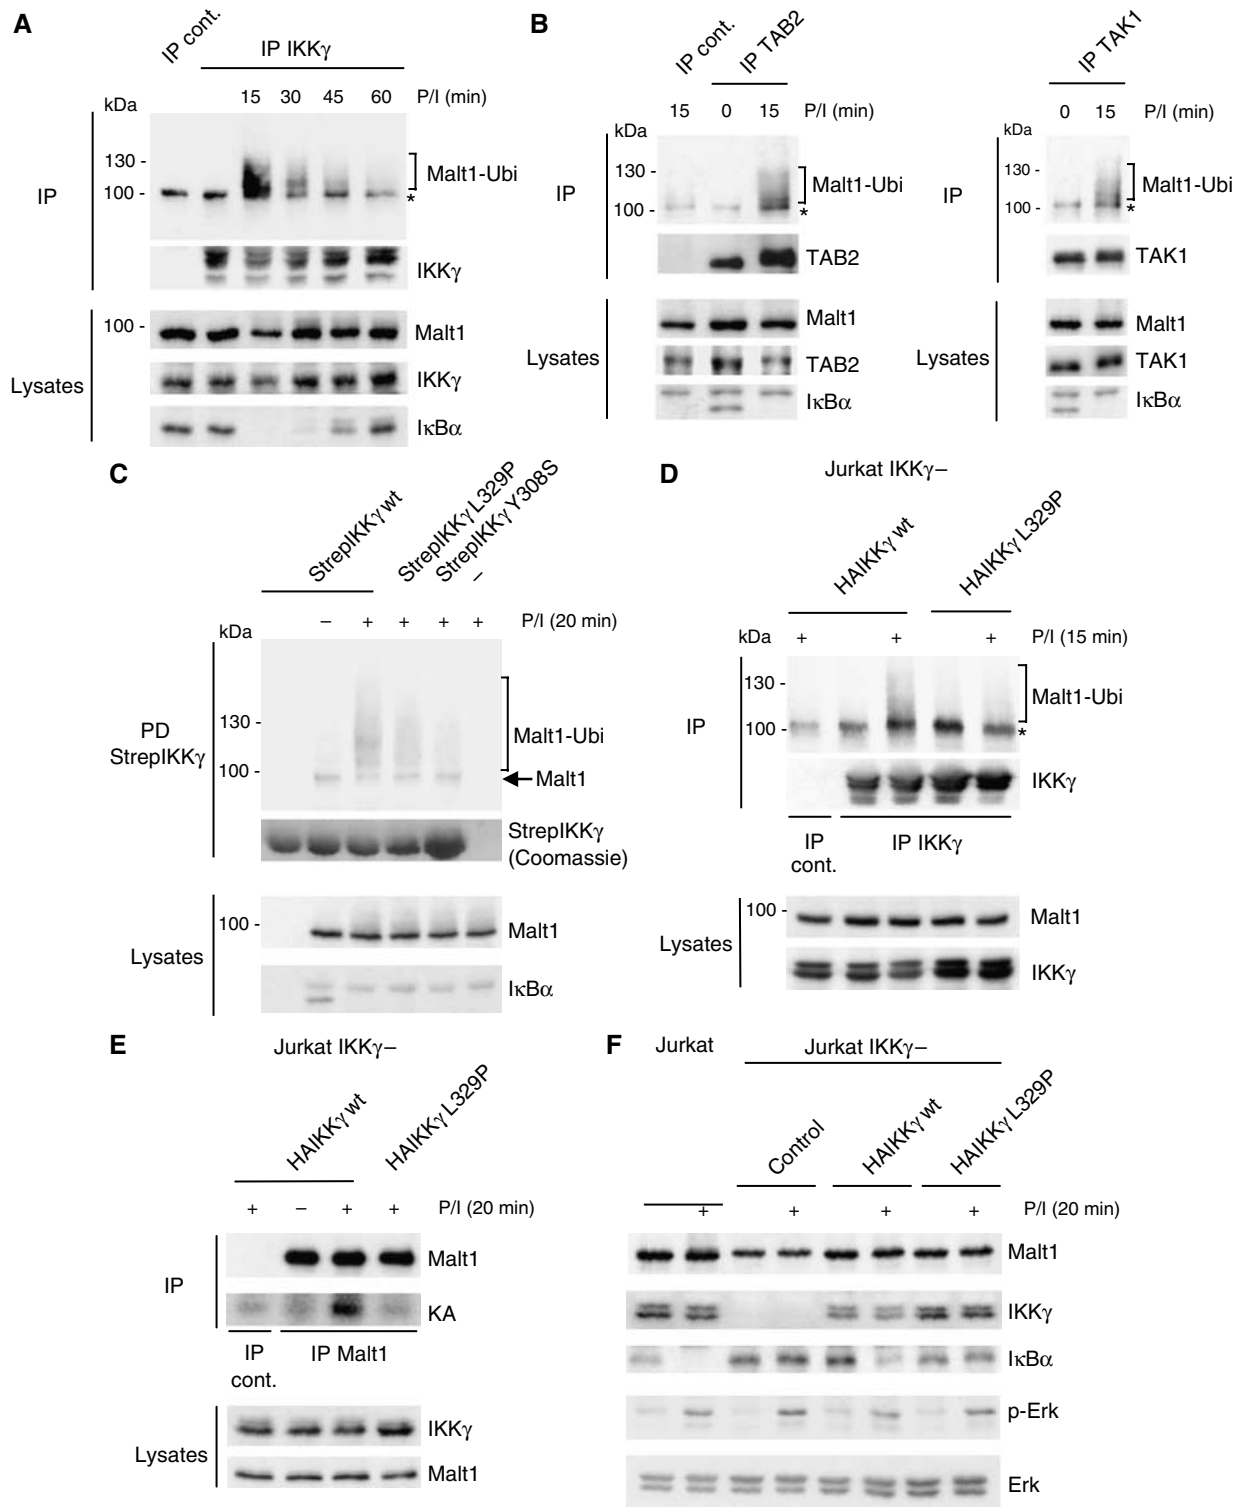 A
IP cont.
IP IKKγ
kDa
15 30 45 60 P/I (min)
130 -
100 -
IP
Malt1-Ubi
*
IKKγ
100 -
Malt1
Lysates
IKKγ
IκBα
B
IP cont.
IP TAB2
kDa
15 0 15 P/I (min)
130 -
100 -
IP
Malt1-Ubi
*
TAB2
Lysates
Malt1
TAB2
IκBα
IP TAK1
kDa
0 15 P/I (min)
130 -
100 -
IP
Malt1-Ubi
*
TAK1
Lysates
Malt1
TAK1
IκBα
C
StrepIKKγ wt
StrepIKKγ L329P
StrepIKKγ Y308S
–
kDa
– + + + + P/I (20 min)
130 -
100 -
PD
StrepIKKγ
Malt1-Ubi
Malt1
StrepIKKγ
(Coomassie)
100 -
Malt1
Lysates
IκBα
D
Jurkat IKKγ–
HAIKKγ wt
HAIKKγ L329P
kDa + + + P/I (15 min)
130 -
100 -
IP
Malt1-Ubi
*
IKKγ
IP
cont.
IP IKKγ
100 -
Malt1
Lysates
IKKγ
E
Jurkat IKKγ–
HAIKKγ wt
HAIKKγ L329P
+ – + + P/I (20 min)
IP
Malt1
KA
IP
cont.
IP Malt1
Lysates
IKKγ
Malt1
F
Jurkat
Jurkat IKKγ–
Control
HAIKKγ wt
HAIKKγ L329P
+ + + + P/I (20 min)
Malt1
IKKγ
IκBα
p-Erk
Erk